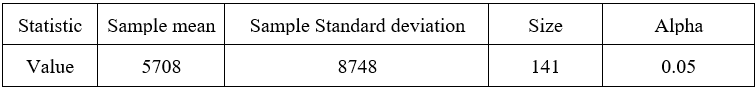 Statistic Sample mean Sample Standard deviation Size Alpha
Value 5708 8748 141 0.05